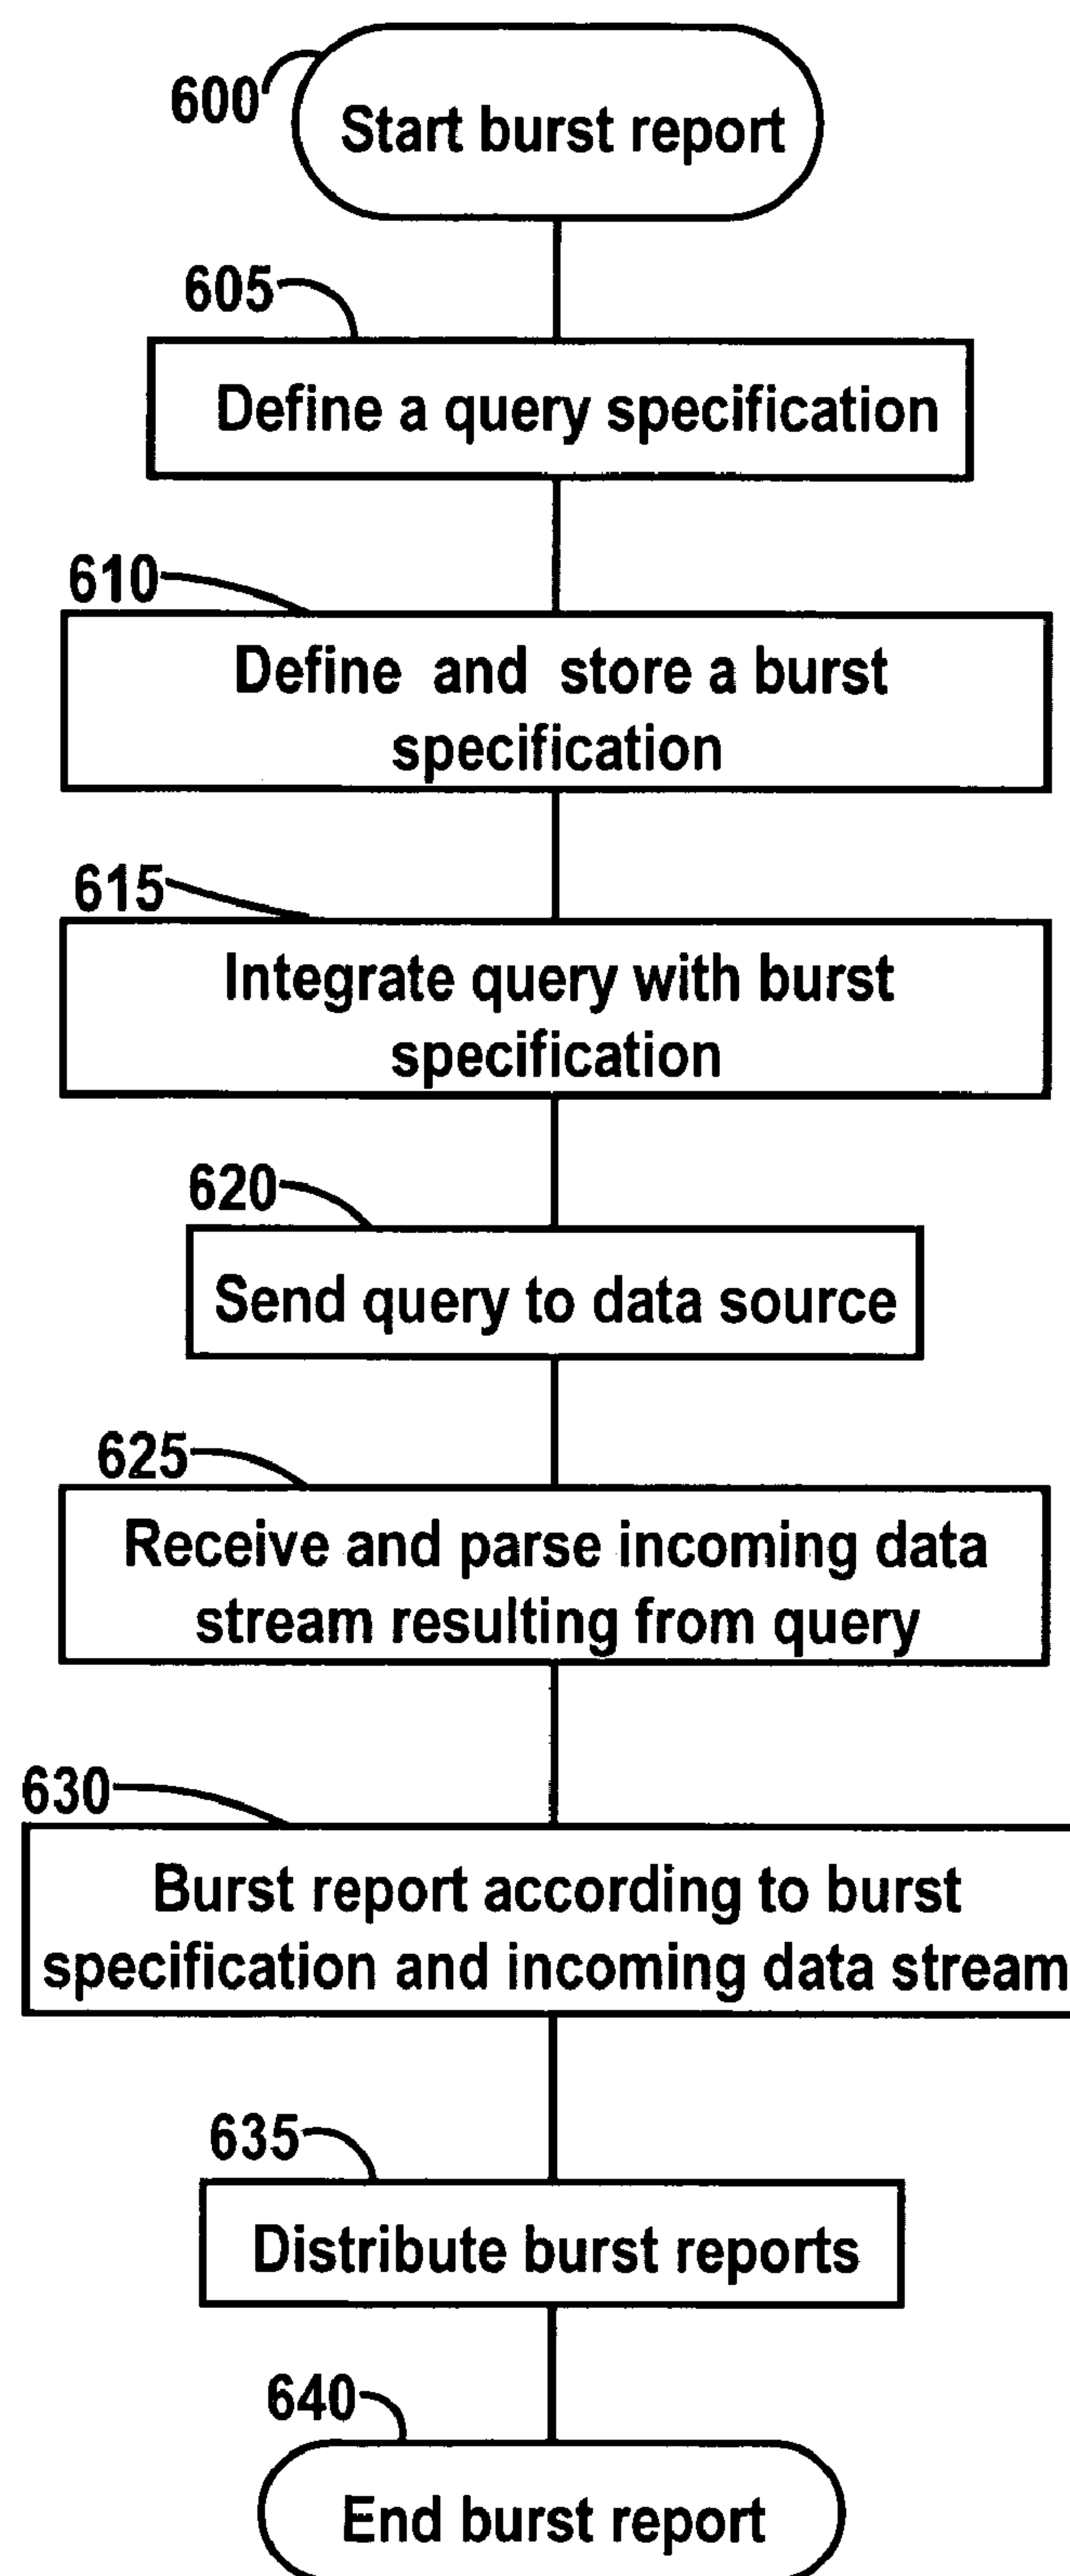 600
Start burst report
605
Define a query specification
610
Define and store a burst
specification
615
Integrate query with burst
specification
620
Send query to data source
625
Receive and parse incoming data
stream resulting from query
630
Burst report according to burst
specification and incoming data stream
635
Distribute burst reports
640
End burst report